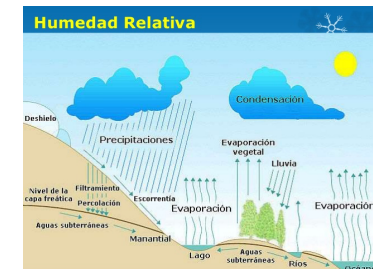 Humedad Relativa
Condensación
Deshielo
Precipitaciones
Evaporación
vegetal
Lluvia
Nivel de la
capa freática
Filtramiento
Percolación
Escorrentía
Evaporación
Evaporación
Aguas subterráneas
Manantial
Lago
Aguas
subterráneas
Ríos